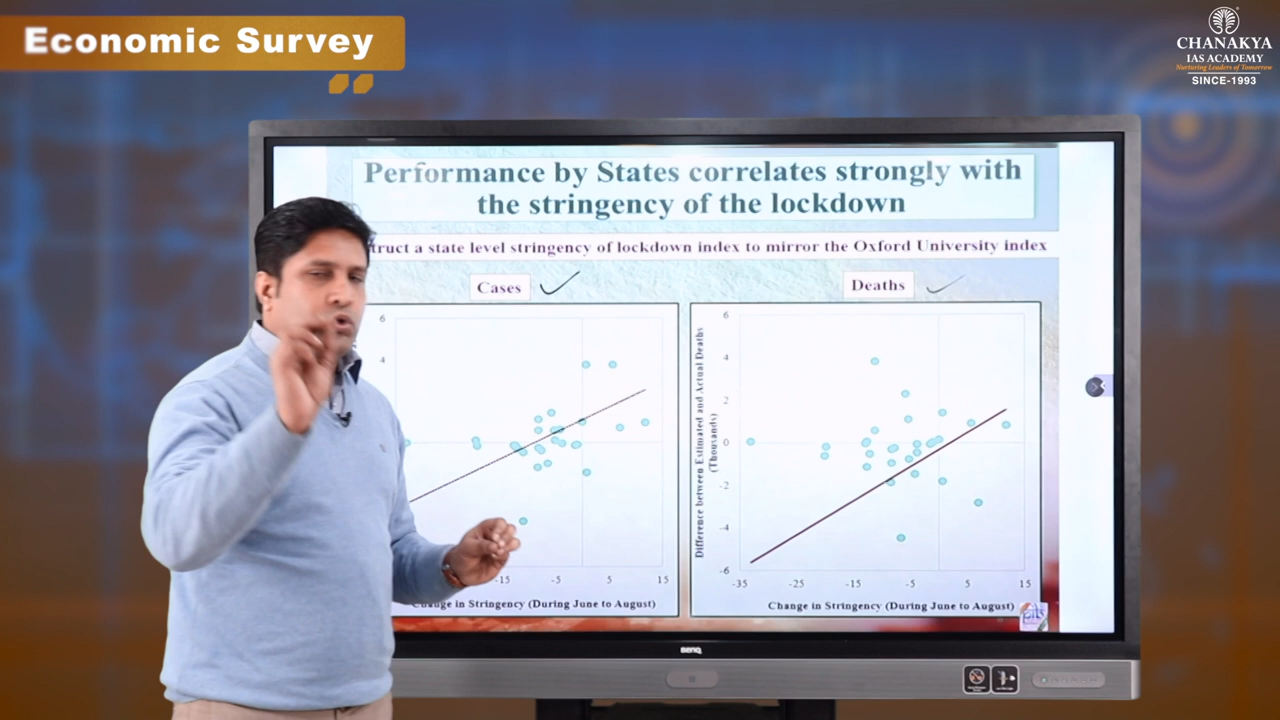 Economic Survey
CHANAKYA
IAS ACADEMY
Nurturing Leaders of Tomorrow
SINCE-1993
Performance by States correlates strongly with
the stringency of the lockdown
truct a state level stringency of lockdown index to mirror the Oxford University index
Cases
Deaths
6
4
-15
-5
5
15
Change in Stringency (During June to August)
Difference between Estimated and Actual Deaths
(Thousands)
6
4
2
0
-2
-4
-6
-35
-25
-15
-5
5
15
Change in Stringency (During June to August)
BenQ